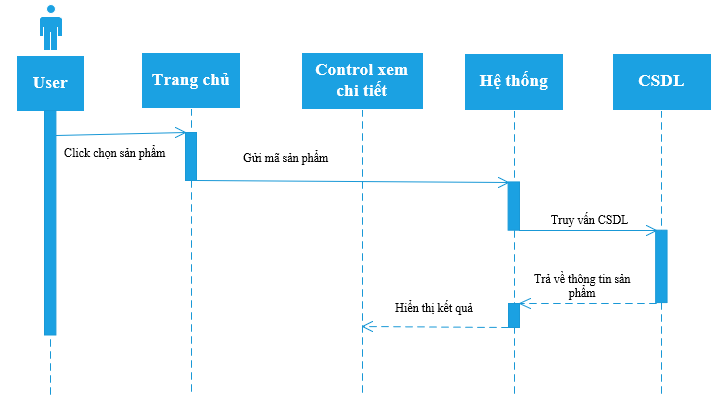 User
Trang chủ
Control xem
chi tiết
Hệ thống
CSDL
Click chọn sản phẩm
Gửi mã sản phẩm
Truy vấn CSDL
Trả về thông tin sản
phẩm
Hiển thị kết quả